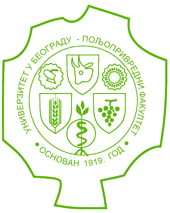 УНИВЕРЗИТЕТ У БЕОГРАДУ - ПОЉОПРИВРЕДНИ ФАКУЛТЕТ
• ОСНОВАН 1919. ГОД •